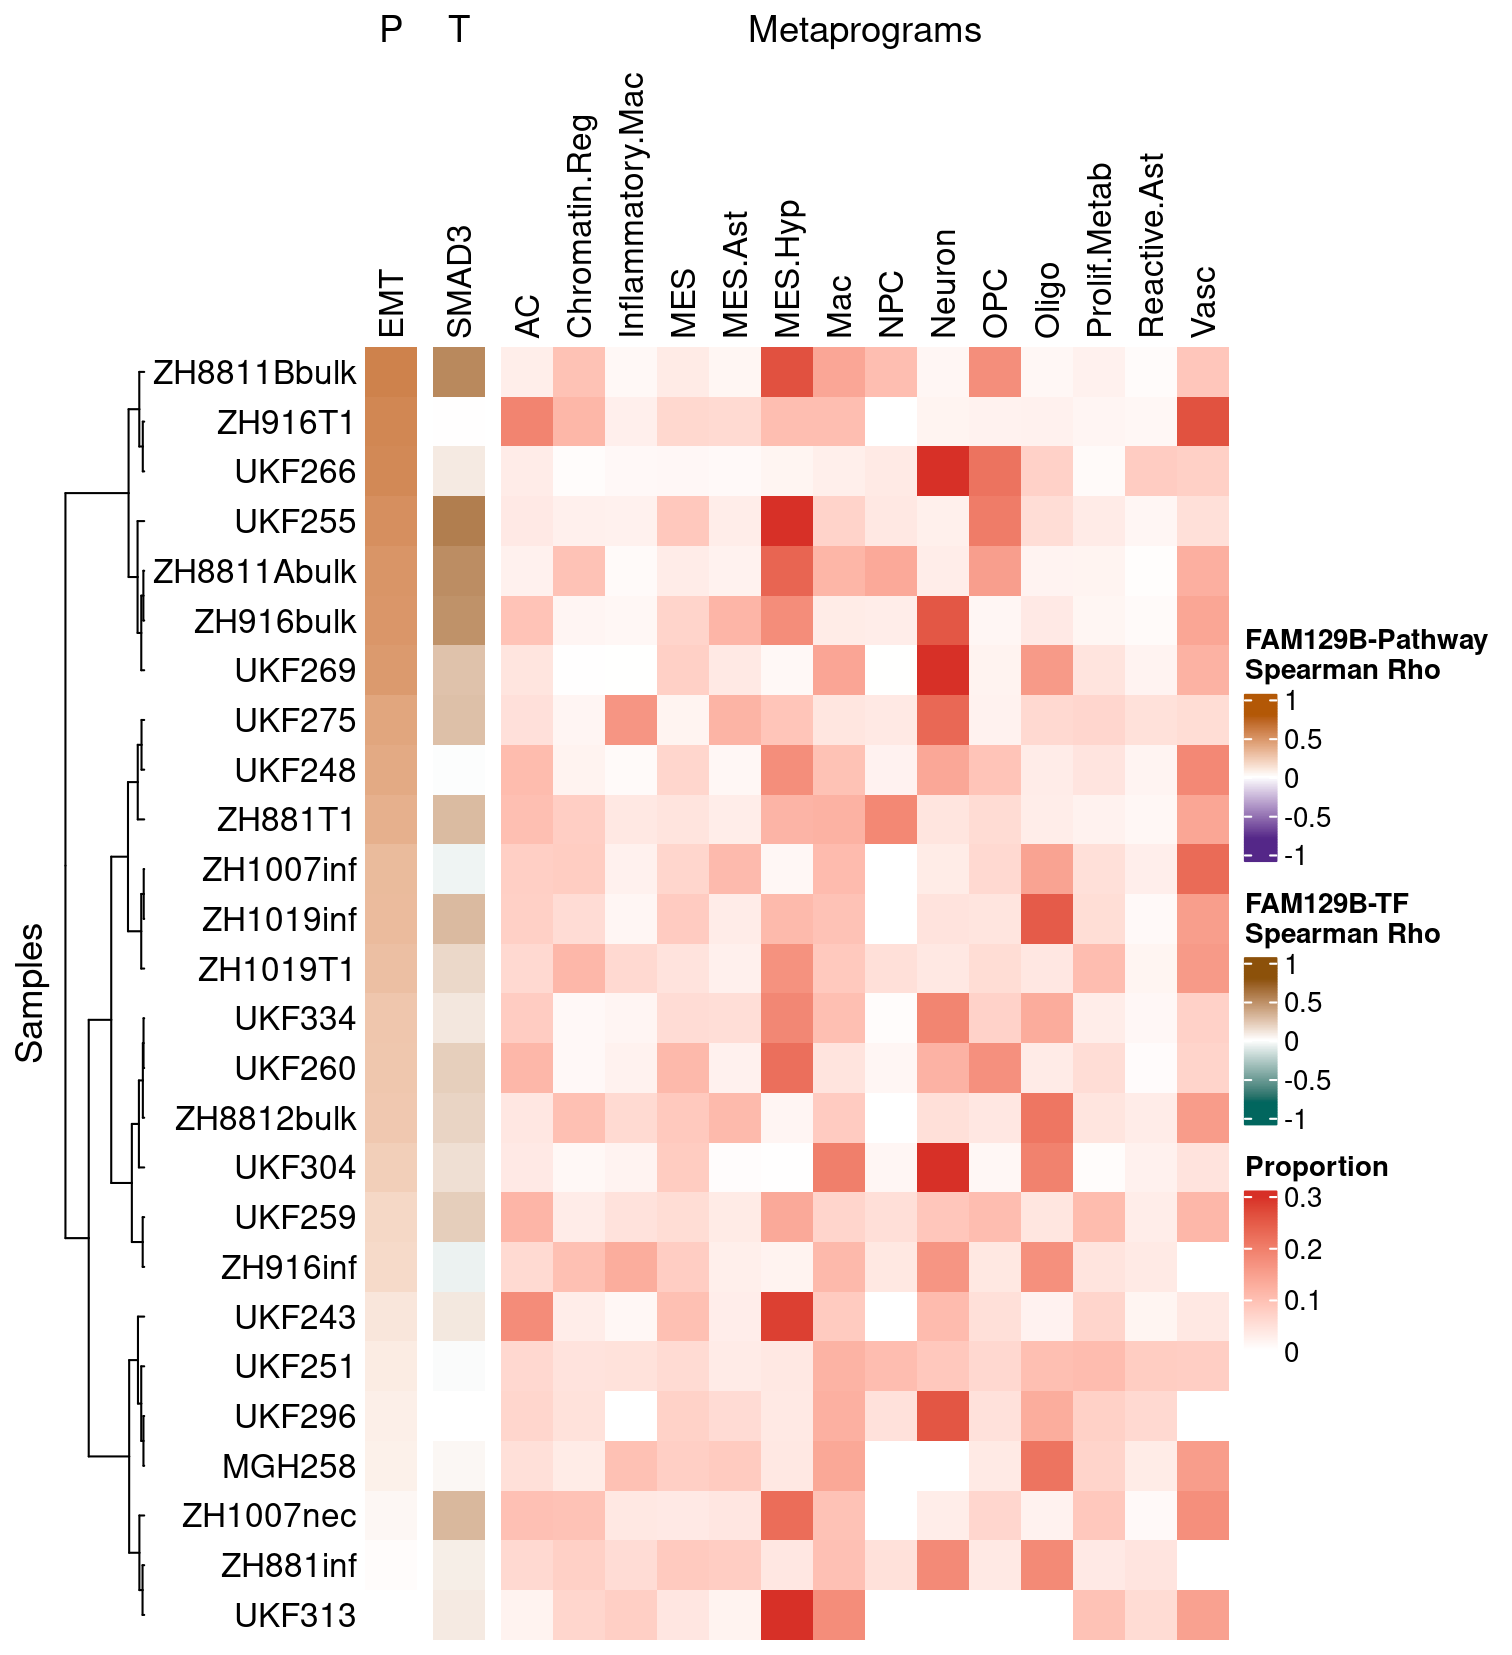 P T Metaprograms
EMT
SMAD3
AC
Chromatin.Reg
Inflammatory.Mac
MES
MES.Ast
MES.Hyp
Mac
NPC
Neuron
OPC
Oligo
Prolif.Metab
Reactive.Ast
Vasc
Samples
ZH8811Bbulk
ZH916T1
UKF266
UKF255
ZH8811Abulk
ZH916bulk
UKF269
UKF275
UKF248
ZH881T1
ZH1007inf
ZH1019inf
ZH1019T1
UKF334
UKF260
ZH8812bulk
UKF304
UKF259
ZH916inf
UKF243
UKF251
UKF296
MGH258
ZH1007nec
ZH881inf
UKF313
FAM129B-Pathway
Spearman Rho
1
0.5
0
-0.5
-1
FAM129B-TF
Spearman Rho
1
0.5
0
-0.5
-1
Proportion
0.3
0.2
0.1
0